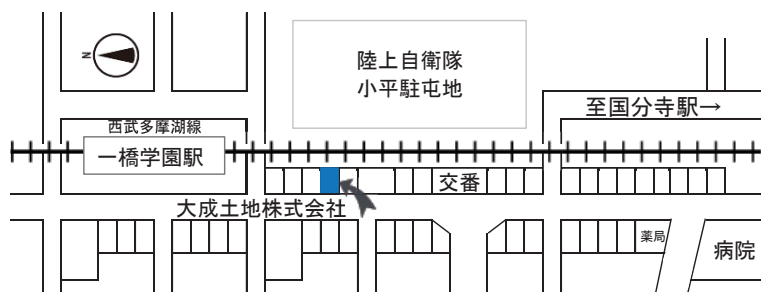 N
陸上自衛隊
小平駐屯地
至国分寺駅→
西武多摩湖線
一橋学園駅
交番
大成土地株式会社
薬局
病院